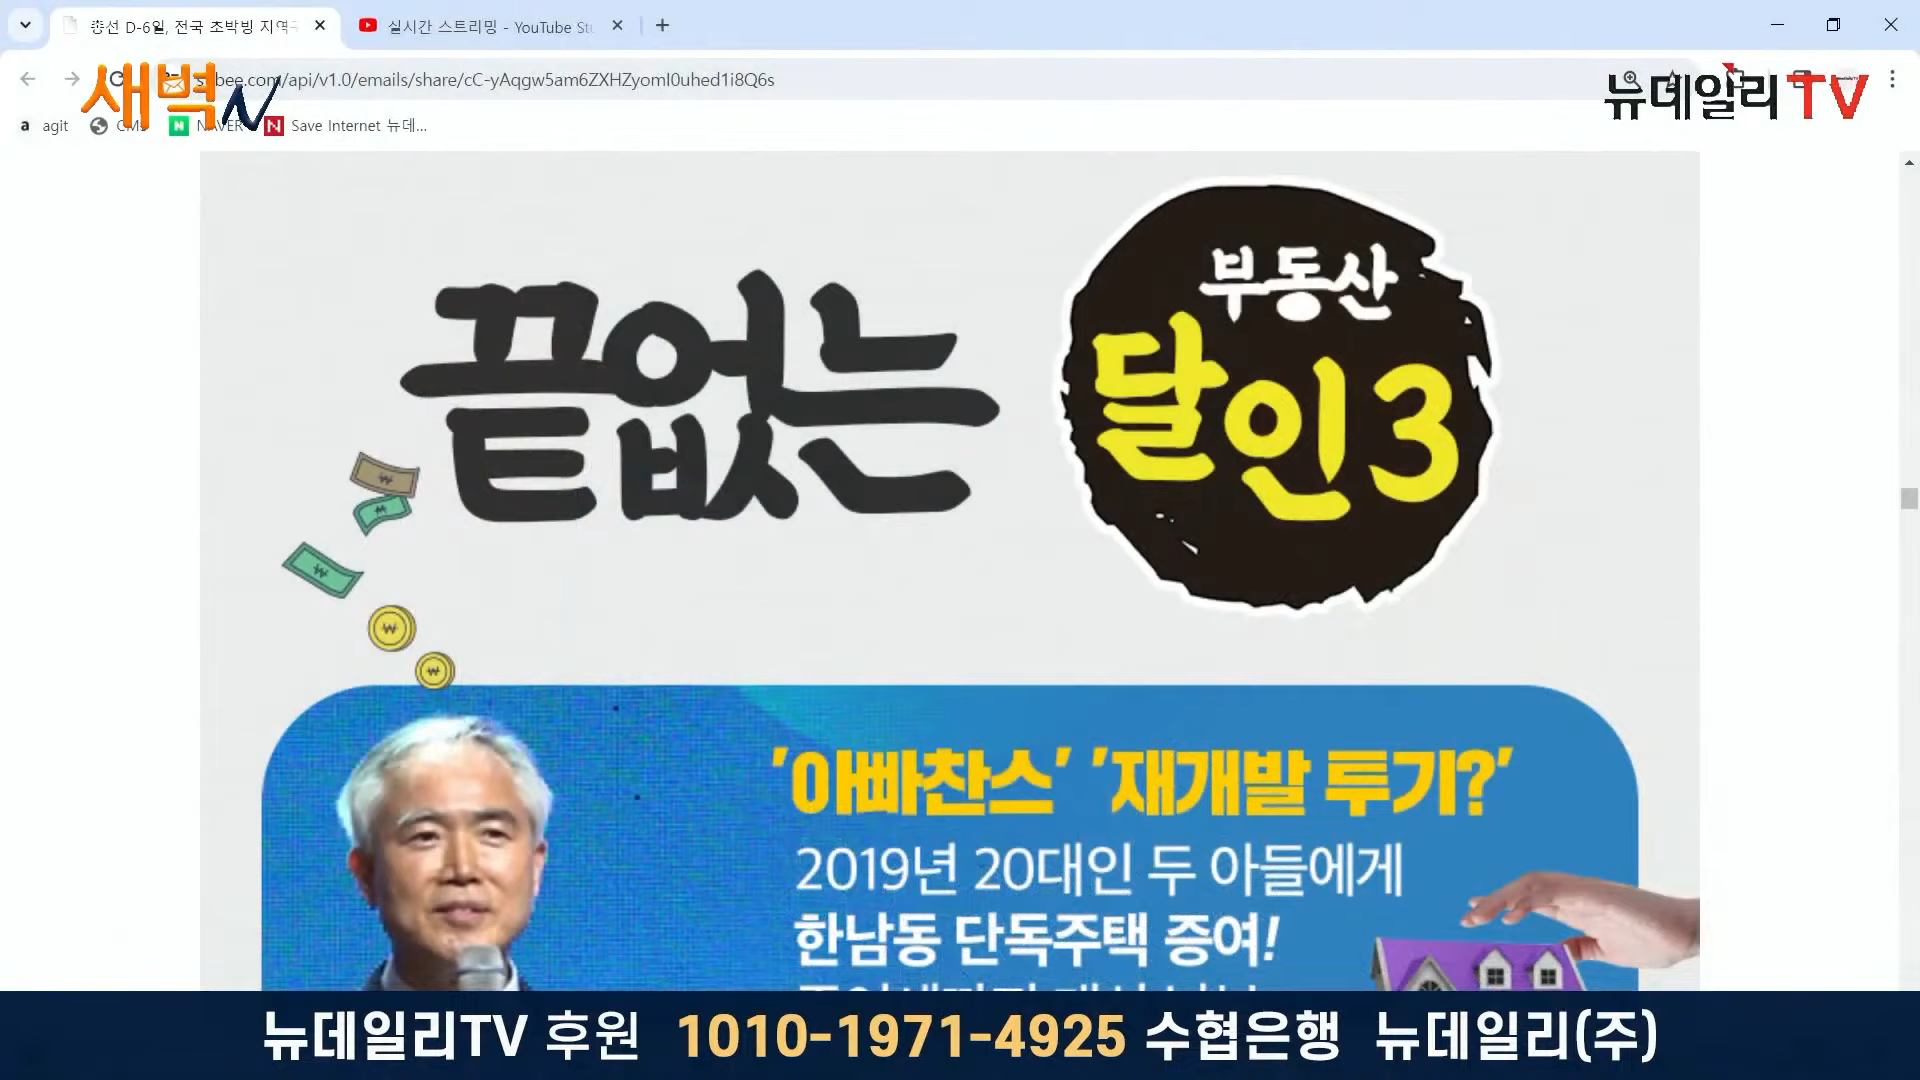 총선 D-6일, 전국 초박빙 지역구
실시간 스트리밍 - YouTube Stu
새벽N
bee.com/api/v1.0/emails/share/cC-yAqgw5am6ZXHZyomI0uhed1i8Q6s
뉴데일리TV
agit
CMS
NAVER
Save Internet 뉴데...
끝없는
부동산
달인3
'아빠찬스' '재개발 투기?'
2019년 20대인 두 아들에게
한남동 단독주택 증여!
뉴데일리TV 후원 1010-1971-4925 수협은행 뉴데일리(주)